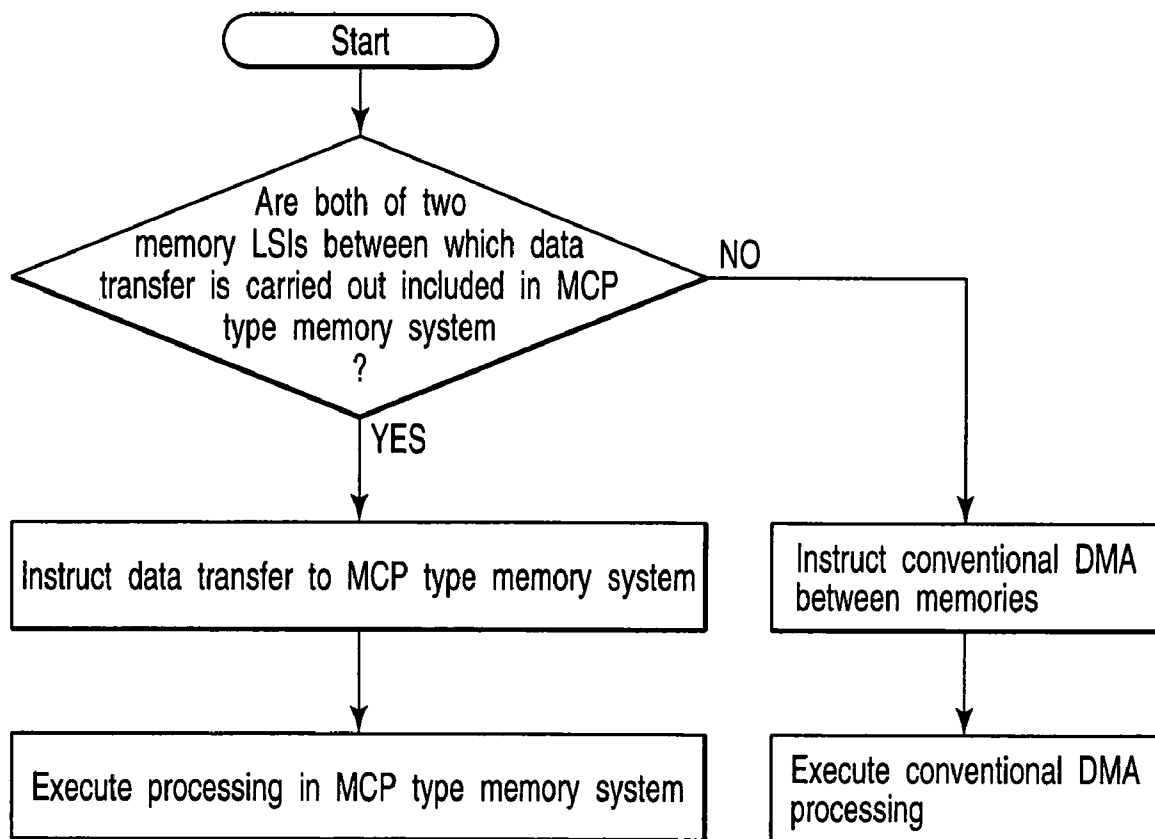 Start
Are both of two
memory LSIs between which data
transfer is carried out included in MCP
type memory system
?
NO
YES
Instruct data transfer to MCP type memory system
Instruct conventional DMA
between memories
Execute processing in MCP type memory system
Execute conventional DMA
processing